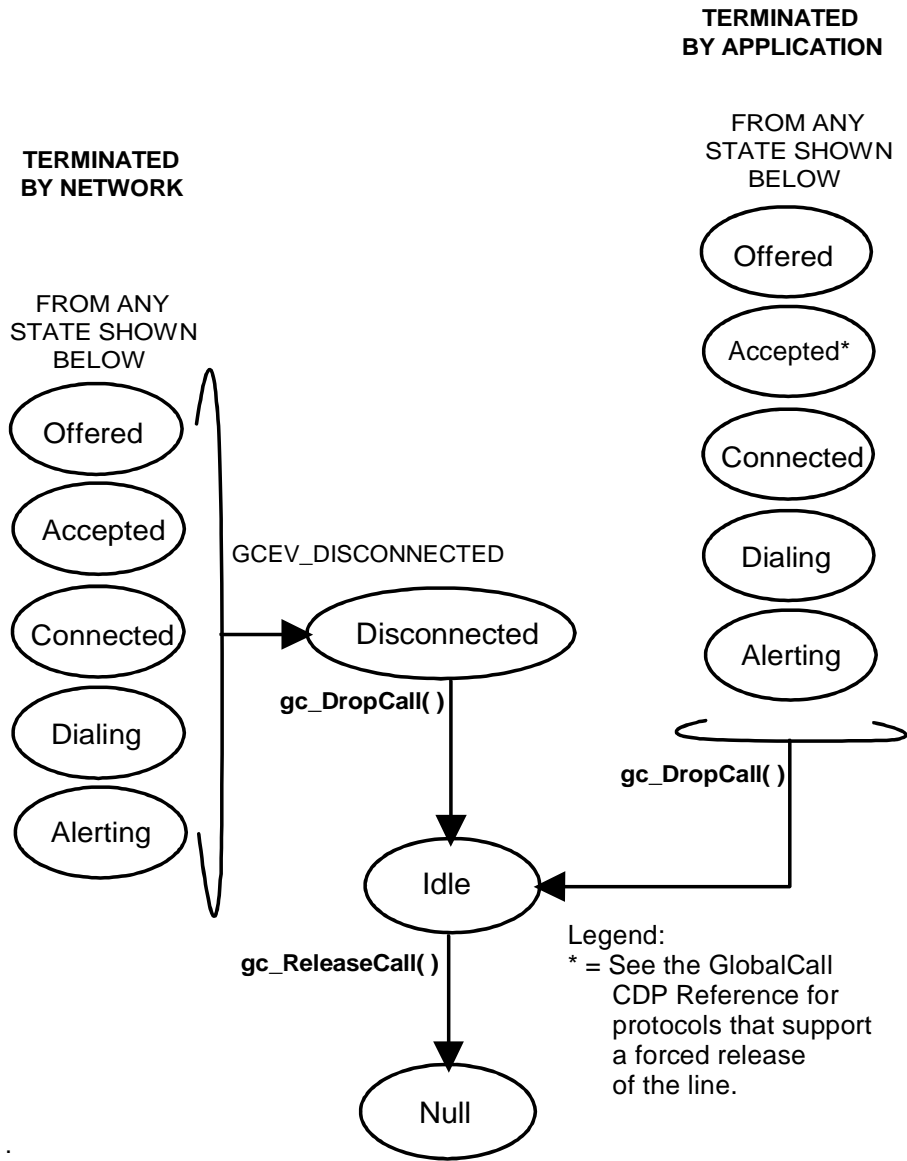 TERMINATED
BY APPLICATION
FROM ANY
STATE SHOWN
BELOW
Offered
Accepted*
Connected
Dialing
Alerting
gc_DropCall( )
TERMINATED
BY NETWORK
FROM ANY
STATE SHOWN
BELOW
Offered
Accepted
Connected
Dialing
Alerting
GCEV_DISCONNECTED
Disconnected
gc_DropCall( )
Idle
gc_ReleaseCall( )
Null
Legend:
* = See the GlobalCall
CDP Reference for
protocols that support
a forced release
of the line.
.